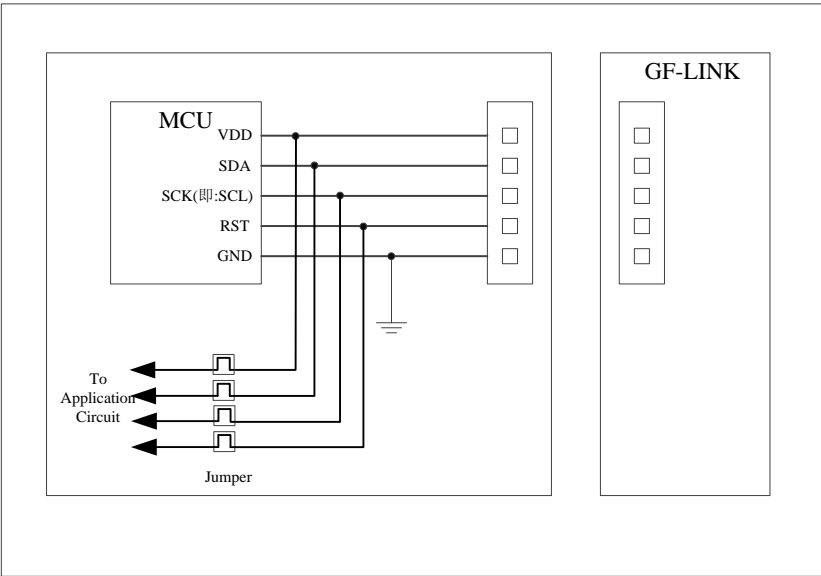 GF-LINK
MCU
VDD
SDA
SCK(即:SCL)
RST
GND
To
Application
Circuit
Jumper